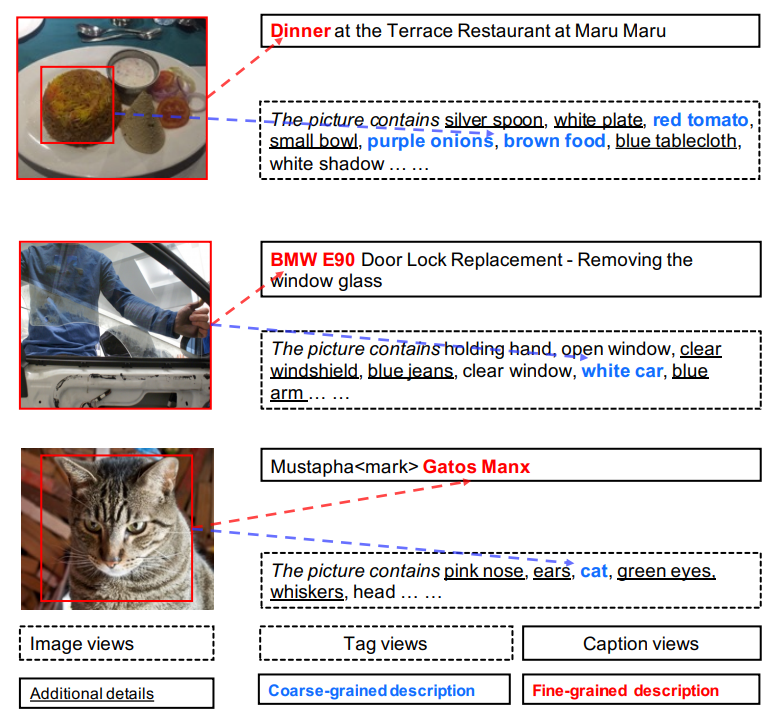 Dinner at the Terrace Restaurant at Maru Maru
The picture contains silver spoon, white plate, red tomato,
small bowl, purple onions, brown food, blue tablecloth,
white shadow … …
BMW E90 Door Lock Replacement - Removing the
window glass
The picture contains holding hand, open window, clear
windshield, blue jeans, clear window, white car, blue
arm … …
Mustapha<mark> Gatos Manx
The picture contains pink nose, ears, cat, green eyes,
whiskers, head … …
Image views
Tag views
Caption views
Additional details
Coarse-grained description
Fine-grained description